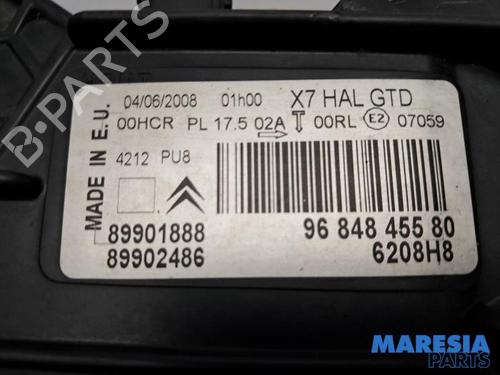 04/06/2008 01h00 X7 HAL GTD
00HCR PL 17.5 02A 00RL E2 07059
4212 PU8
MADE IN E.U.
89901888 96 848 455 80
89902486 6208H8
B-Parts
MARESIA
PARTS